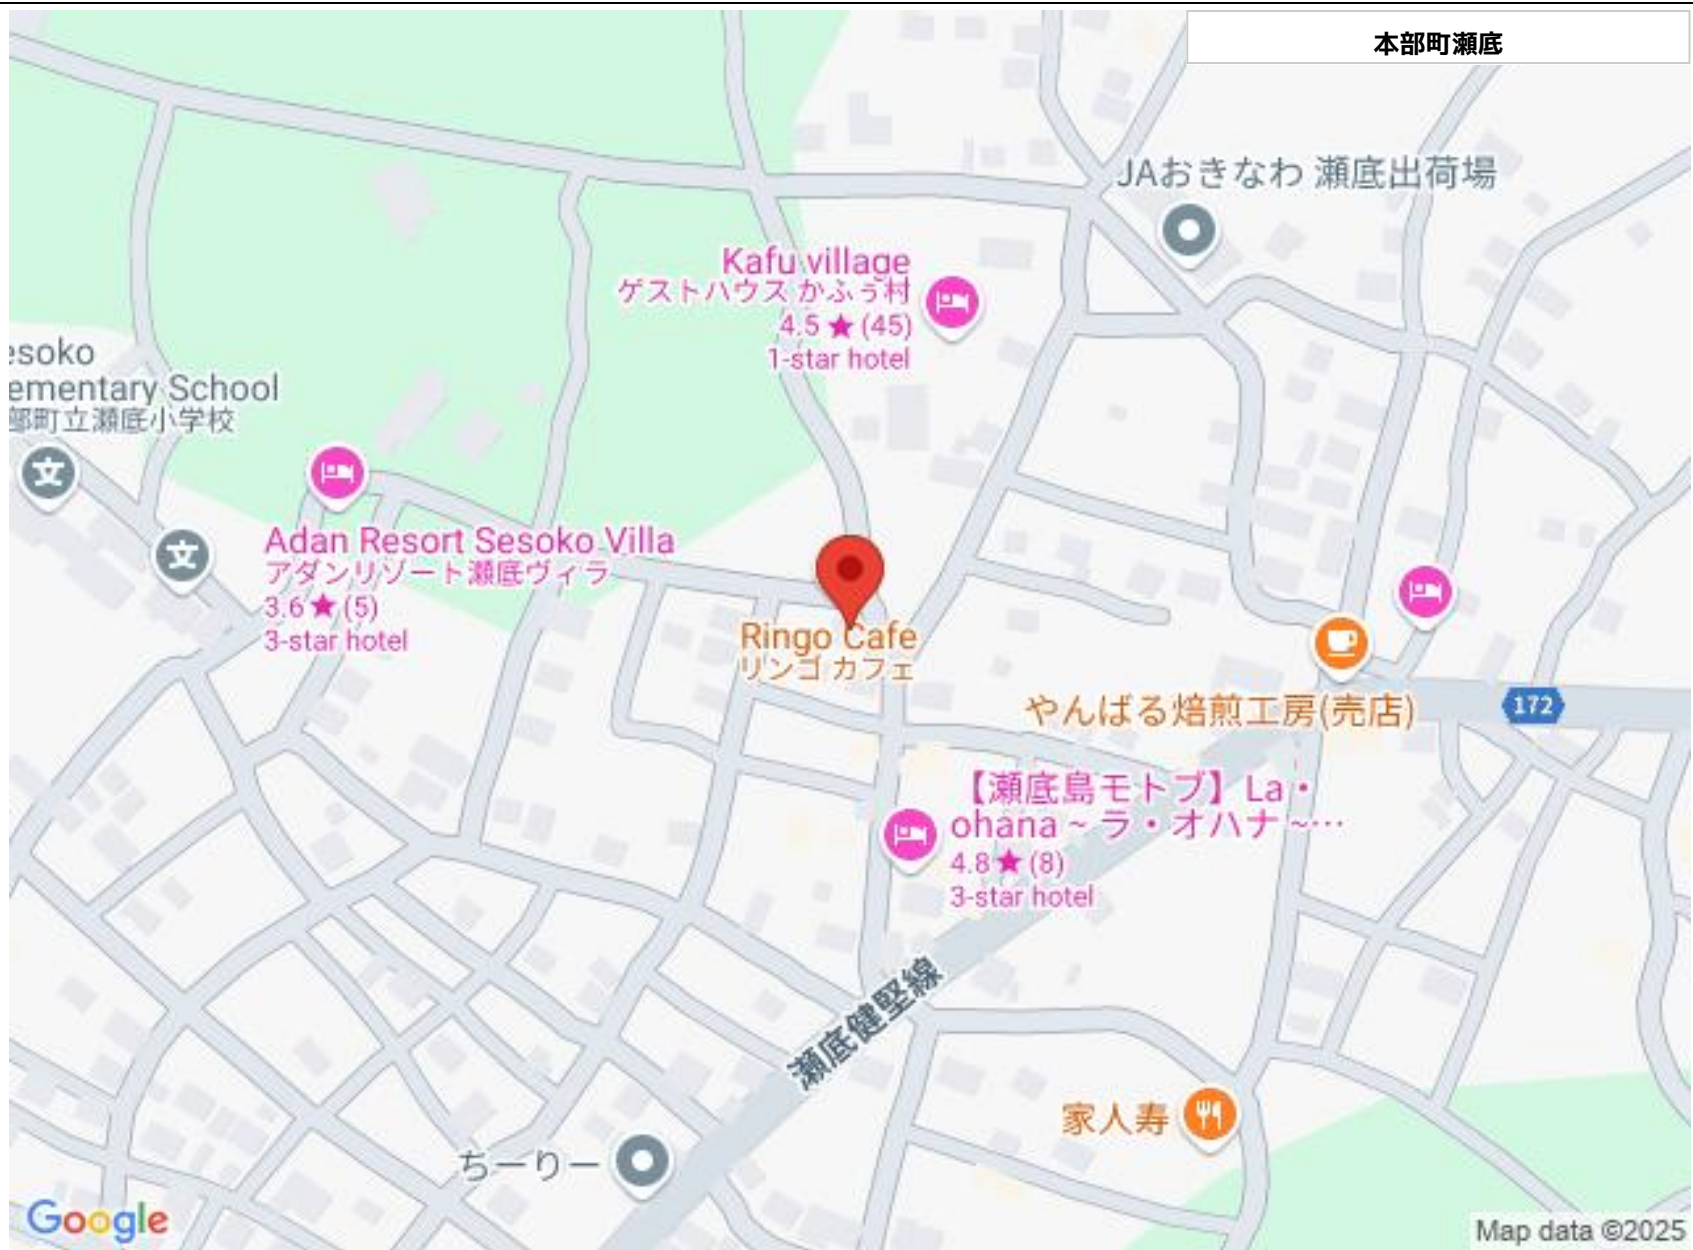 本部町瀬底
JAおきなわ 瀬底出荷場
Kafu village
ゲストハウス かふぅ村
4.5 ★ (45)
1-star hotel
esoko
ementary School
部町立瀬底小学校
文
文
Adan Resort Sesoko Villa
アダンリゾート瀬底ヴィラ
3.6 ★ (5)
3-star hotel
Ringo Cafe
リンゴ カフェ
やんばる焙煎工房(売店)
172
【瀬底島モトブ】La・
ohana ~ ラ・オハナ ~…
4.8 ★ (8)
3-star hotel
瀬底健堅線
家人寿
ちーりー
Google
Map data ©2025